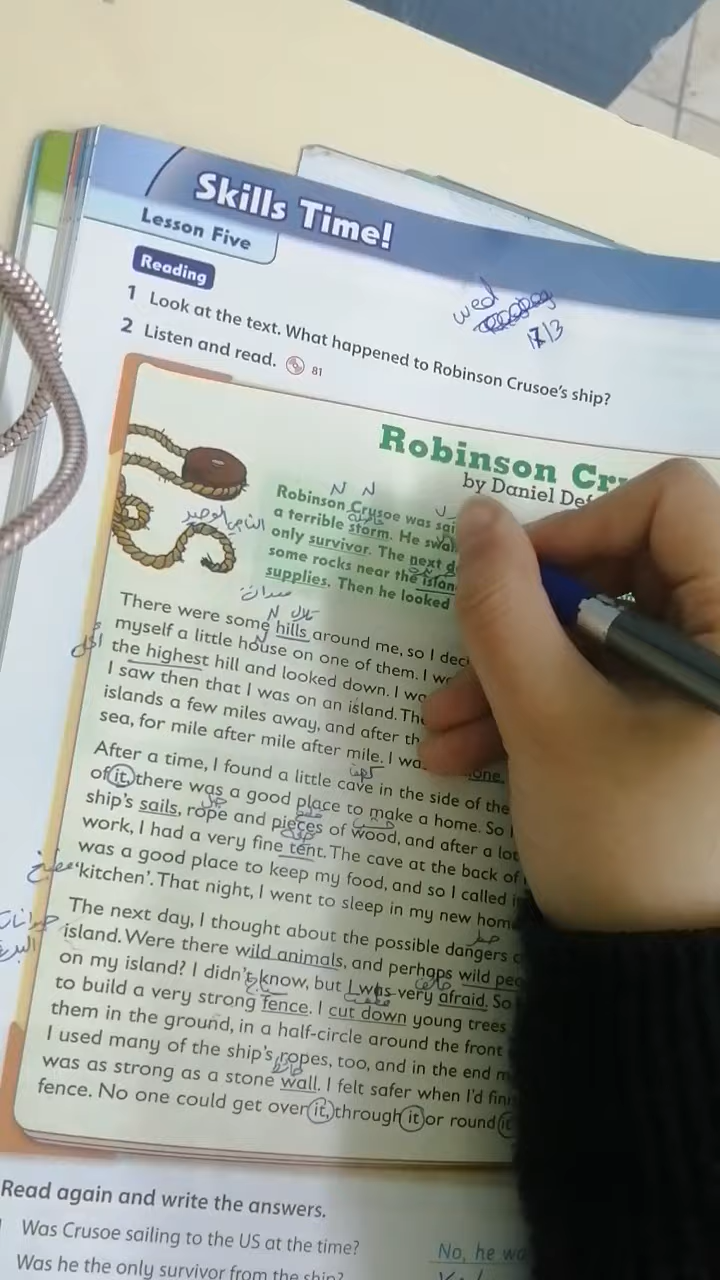 Skills Time!
Lesson Five
Reading
wed
17/3
1 Look at the text. What happened to Robinson Crusoe's ship?
2 Listen and read. 81
Robinson Cr
by Daniel Def
N N
Robinson Crusoe was sai
a terrible storm. He swa
only survivor. The next d
some rocks near the islan
supplies. Then he looked
There were some hills around me, so I dec
myself a little house on one of them. I w
the highest hill and looked down. I wa
I saw then that I was on an island. The
islands a few miles away, and after th
sea, for mile after mile after mile. I wa one.
After a time, I found a little cave in the side of the
of it, there was a good place to make a home. So I
ship's sails, rope and pieces of wood, and after a lot
work, I had a very fine tent. The cave at the back of
was a good place to keep my food, and so I called i
'kitchen'. That night, I went to sleep in my new hom
The next day, I thought about the possible dangers o
island. Were there wild animals, and perhaps wild peo
on my island? I didn't know, but I was very afraid. So
to build a very strong fence. I cut down young trees
them in the ground, in a half-circle around the front
I used many of the ship's ropes, too, and in the end m
was as strong as a stone wall. I felt safer when I'd fini
fence. No one could get over it, through it or round it
Read again and write the answers.
Was Crusoe sailing to the US at the time? No, he wa
Was he the only survivor from the ship?